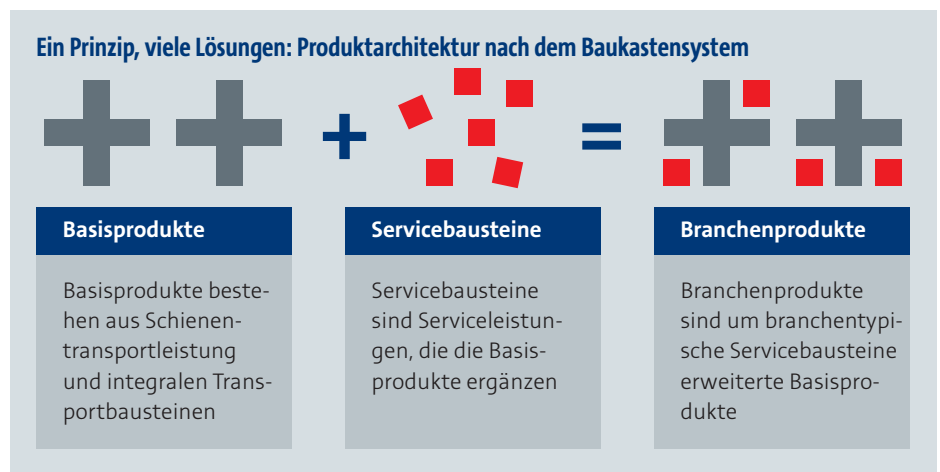 Ein Prinzip, viele Lösungen: Produktarchitektur nach dem Baukastensystem
+
=
Basisprodukte
Basisprodukte beste-
hen aus Schienen-
transportleistung
und integralen Trans-
portbausteinen
Servicebausteine
Servicebausteine
sind Serviceleistun-
gen, die die Basis-
produkte ergänzen
Branchenprodukte
Branchenprodukte
sind um branchentypi-
sche Servicebausteine
erweiterte Basispro-
dukte